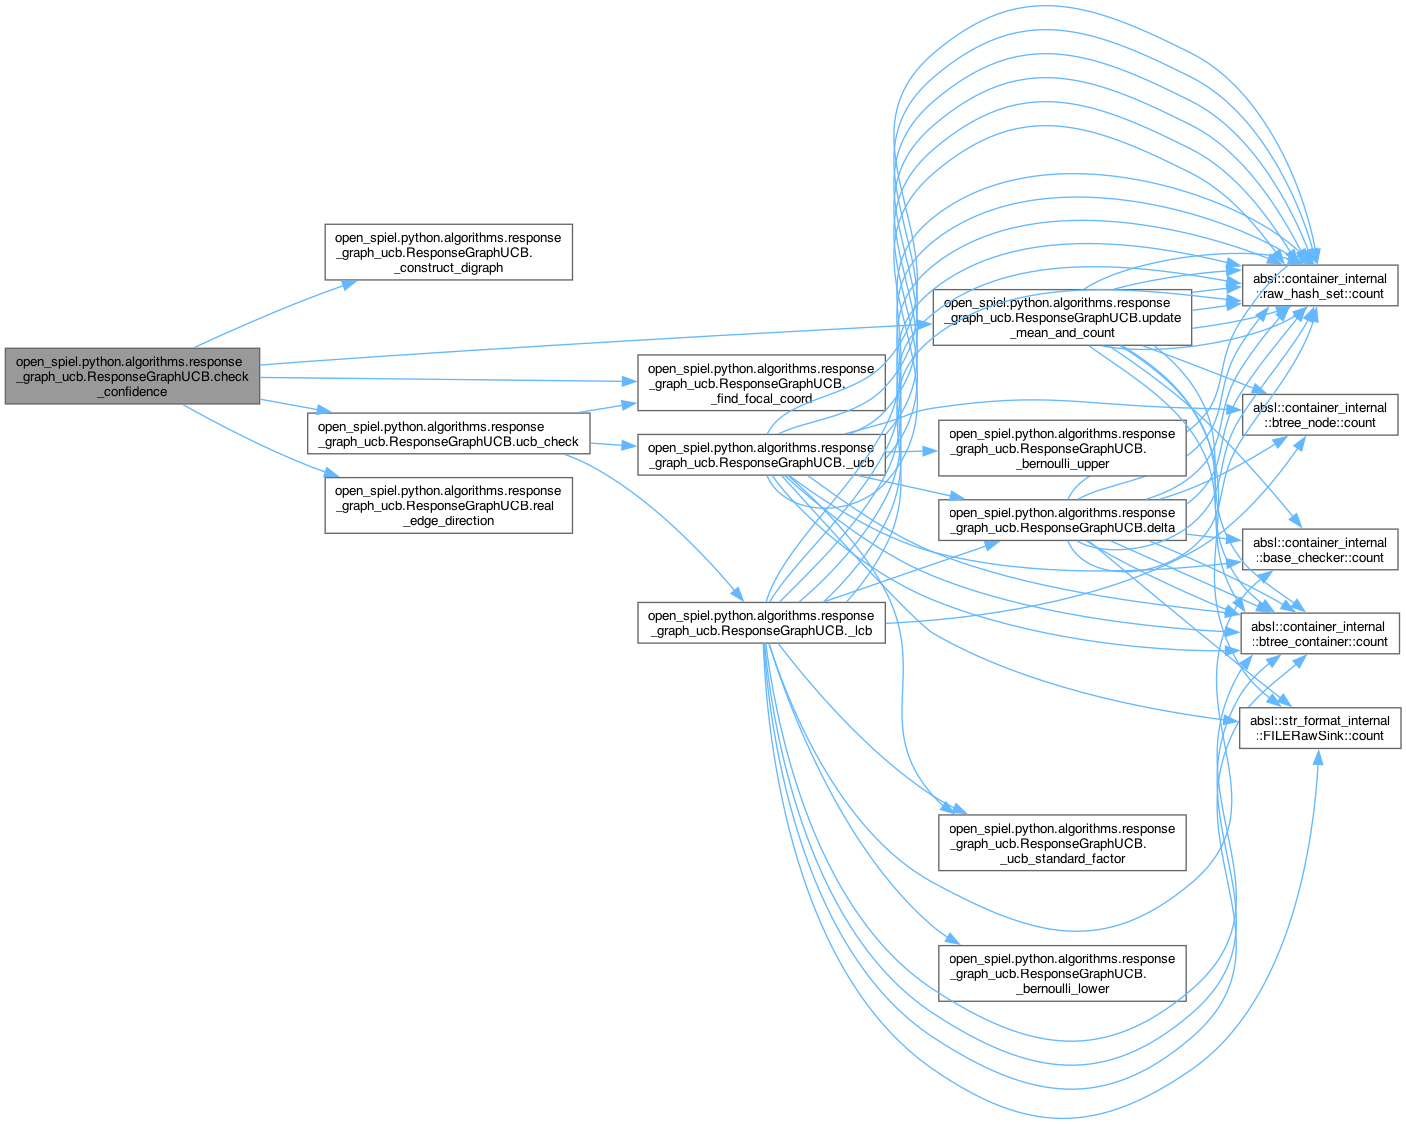 open_spiel.python.algorithms.response
_graph_ucb.ResponseGraphUCB.check
_confidence
open_spiel.python.algorithms.response
_graph_ucb.ResponseGraphUCB.
_construct_digraph
open_spiel.python.algorithms.response
_graph_ucb.ResponseGraphUCB.ucb_check
open_spiel.python.algorithms.response
_graph_ucb.ResponseGraphUCB.real
_edge_direction
open_spiel.python.algorithms.response
_graph_ucb.ResponseGraphUCB.
_find_focal_coord
open_spiel.python.algorithms.response
_graph_ucb.ResponseGraphUCB._ucb
open_spiel.python.algorithms.response
_graph_ucb.ResponseGraphUCB._lcb
open_spiel.python.algorithms.response
_graph_ucb.ResponseGraphUCB.update
_mean_and_count
open_spiel.python.algorithms.response
_graph_ucb.ResponseGraphUCB.
_bernoulli_upper
open_spiel.python.algorithms.response
_graph_ucb.ResponseGraphUCB.delta
open_spiel.python.algorithms.response
_graph_ucb.ResponseGraphUCB.
_ucb_standard_factor
open_spiel.python.algorithms.response
_graph_ucb.ResponseGraphUCB.
_bernoulli_lower
absl::container_internal
::raw_hash_set::count
absl::container_internal
::btree_node::count
absl::container_internal
::base_checker::count
absl::container_internal
::btree_container::count
absl::str_format_internal
::FILERawSink::count